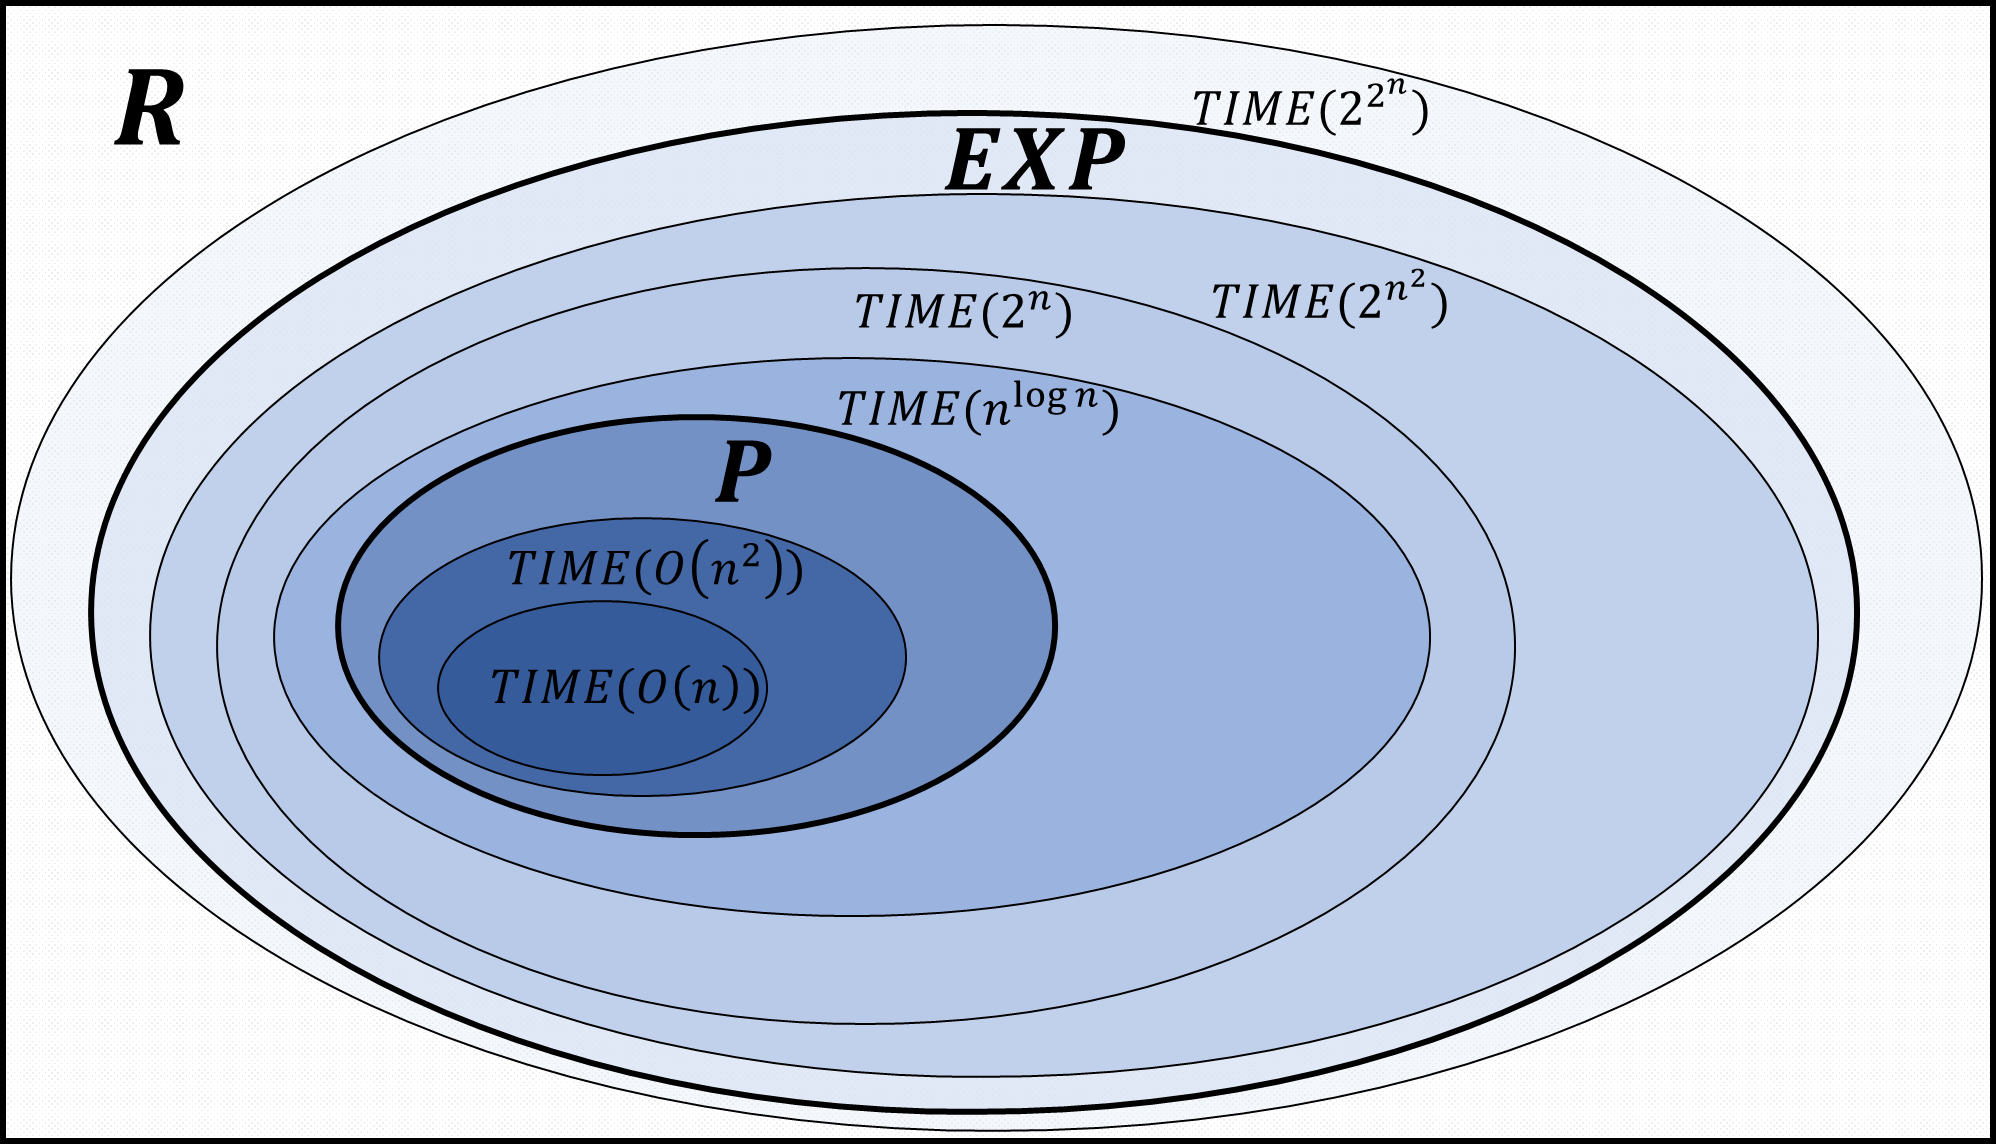 R
TIME(2^{2^n})
EXP
TIME(2^{n^2})
TIME(2^n)
TIME(n^{log n})
P
TIME(O(n^2))
TIME(O(n))